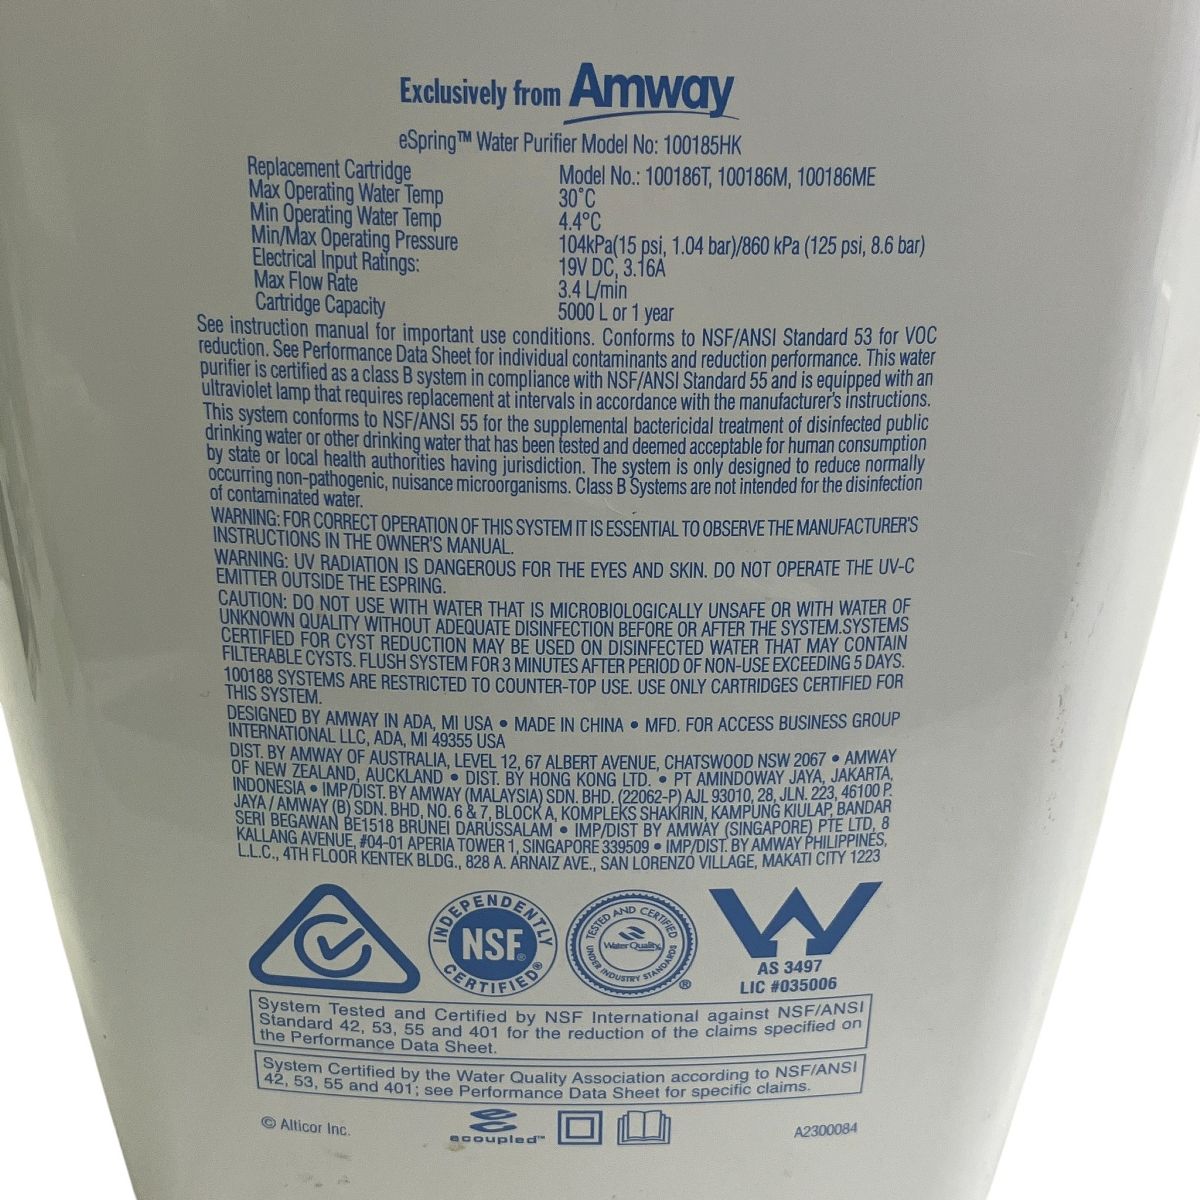 Exclusively from Amway
eSpring™ Water Purifier Model No: 100185HK
Replacement Cartridge Model No.: 100186T, 100186M, 100186ME
Max Operating Water Temp 30°C
Min Operating Water Temp 4.4°C
Min/Max Operating Pressure 104kPa(15 psi, 1.04 bar)/860 kPa (125 psi, 8.6 bar)
Electrical Input Ratings: 19V DC, 3.16A
Max Flow Rate 3.4 L/min
Cartridge Capacity 5000 L or 1 year
See instruction manual for important use conditions. Conforms to NSF/ANSI Standard 53 for VOC
reduction. See Performance Data Sheet for individual contaminants and reduction performance. This water
purifier is certified as a class B system in compliance with NSF/ANSI Standard 55 and is equipped with an
ultraviolet lamp that requires replacement at intervals in accordance with the manufacturer's instructions.
This system conforms to NSF/ANSI 55 for the supplemental bactericidal treatment of disinfected public
drinking water or other drinking water that has been tested and deemed acceptable for human consumption
by state or local health authorities having jurisdiction. The system is only designed to reduce normally
occurring non-pathogenic, nuisance microorganisms. Class B Systems are not intended for the disinfection
of contaminated water.
WARNING: FOR CORRECT OPERATION OF THIS SYSTEM IT IS ESSENTIAL TO OBSERVE THE MANUFACTURER'S
INSTRUCTIONS IN THE OWNER'S MANUAL.
WARNING: UV RADIATION IS DANGEROUS FOR THE EYES AND SKIN. DO NOT OPERATE THE UV-C
EMITTER OUTSIDE THE ESPRING.
CAUTION: DO NOT USE WITH WATER THAT IS MICROBIOLOGICALLY UNSAFE OR WITH WATER OF
UNKNOWN QUALITY WITHOUT ADEQUATE DISINFECTION BEFORE OR AFTER THE SYSTEM.SYSTEMS
CERTIFIED FOR CYST REDUCTION MAY BE USED ON DISINFECTED WATER THAT MAY CONTAIN
FILTERABLE CYSTS. FLUSH SYSTEM FOR 3 MINUTES AFTER PERIOD OF NON-USE EXCEEDING 5 DAYS.
100188 SYSTEMS ARE RESTRICTED TO COUNTER-TOP USE. USE ONLY CARTRIDGES CERTIFIED FOR
THIS SYSTEM.
DESIGNED BY AMWAY IN ADA, MI USA • MADE IN CHINA • MFD. FOR ACCESS BUSINESS GROUP
INTERNATIONAL LLC, ADA, MI 49355 USA
DIST. BY AMWAY OF AUSTRALIA, LEVEL 12, 67 ALBERT AVENUE, CHATSWOOD NSW 2067 • AMWAY
OF NEW ZEALAND, AUCKLAND • DIST. BY HONG KONG LTD. • PT AMINDOWAY JAYA, JAKARTA,
INDONESIA • IMP/DIST. BY AMWAY (MALAYSIA) SDN. BHD. (22062-P) AJL 93010, 28, JLN. 223, 46100 P.
JAYA / AMWAY (B) SDN. BHD, NO. 6 & 7, BLOCK A, KOMPLEKS SHAKIRIN, KAMPUNG KIULAP, BANDAR
SERI BEGAWAN BE1518 BRUNEI DARUSSALAM • IMP/DIST BY AMWAY (SINGAPORE) PTE LTD, 8
KALLANG AVENUE, #04-01 APERIA TOWER 1, SINGAPORE 339509 • IMP/DIST. BY AMWAY PHILIPPINES,
L.L.C., 4TH FLOOR KENTEK BLDG., 828 A. ARNAIZ AVE., SAN LORENZO VILLAGE, MAKATI CITY 1223
INDEPENDENTLY
NSF®
CERTIFIED®
TESTED AND CERTIFIED
Water Quality
UNDER INDUSTRY STANDARDS
®
AS 3497
LIC #035006
System Tested and Certified by NSF International against NSF/ANSI
Standard 42, 53, 55 and 401 for the reduction of the claims specified on
the Performance Data Sheet.
System Certified by the Water Quality Association according to NSF/ANSI
42, 53, 55 and 401; see Performance Data Sheet for specific claims.
© Alticor Inc.
ecoupled™
A2300084